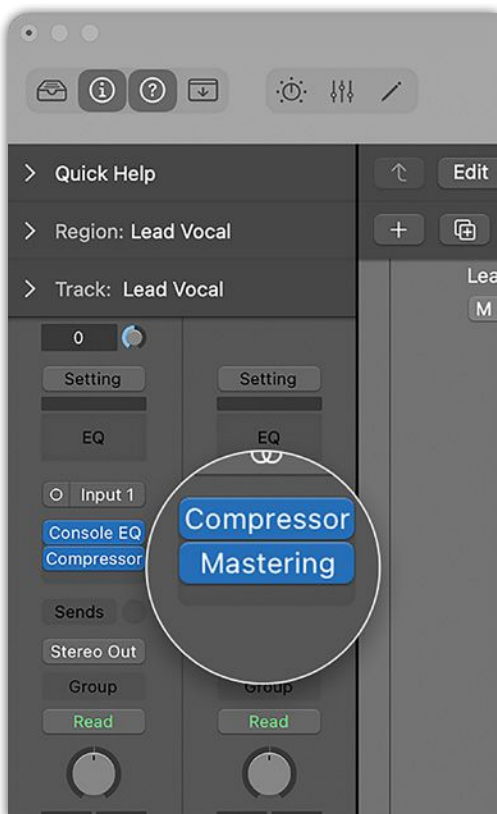 Quick Help
Edit
Region: Lead Vocal
Track: Lead Vocal
Lea
M
0
Setting
Setting
EQ
EQ
Input 1
Console EQ
Compressor
Compressor
Mastering
Sends
Stereo Out
Group
Group
Read
Read